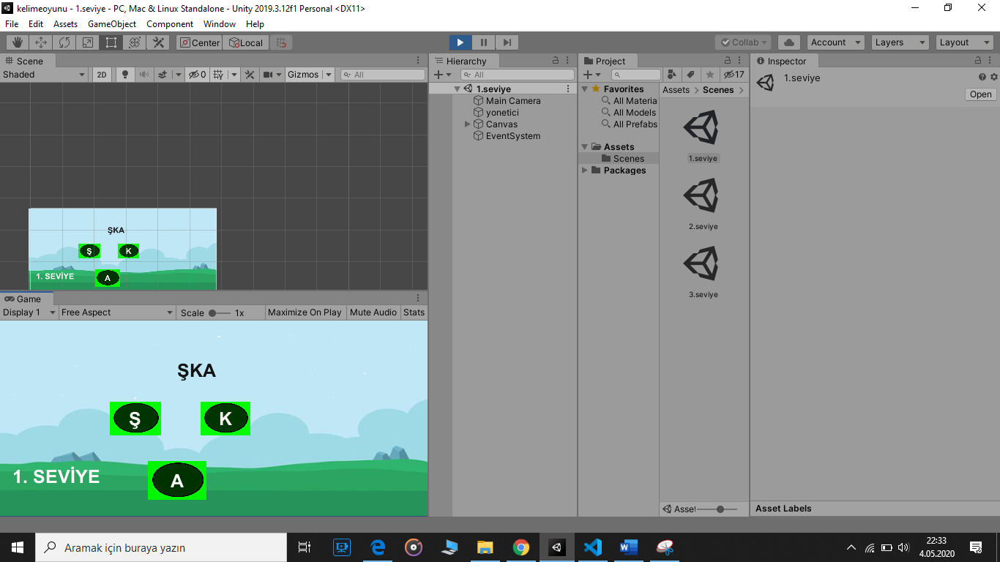 kelimeoyunu - 1.seviye - PC, Mac & Linux Standalone - Unity 2019.3.12f1 Personal <DX11>
File Edit Assets GameObject Component Window Help
Center Local Collab Account Layers Layout
Scene
Shaded 2D 0 Gizmos All
ŞKA
Ş K
A
1. SEVİYE
Game
Display 1 Free Aspect Scale 1x Maximize On Play Mute Audio Stats
ŞKA
Ş K
A
1. SEVİYE
Hierarchy
All
1.seviye
Main Camera
yonetici
Canvas
EventSystem
Project
17
Favorites
All Materia
All Models
All Prefabs
Assets
Scenes
Packages
Assets > Scenes >
1.seviye
2.seviye
3.seviye
Asset
Inspector
1.seviye
Open
Asset Labels
Aramak için buraya yazın
22:33
4.05.2020